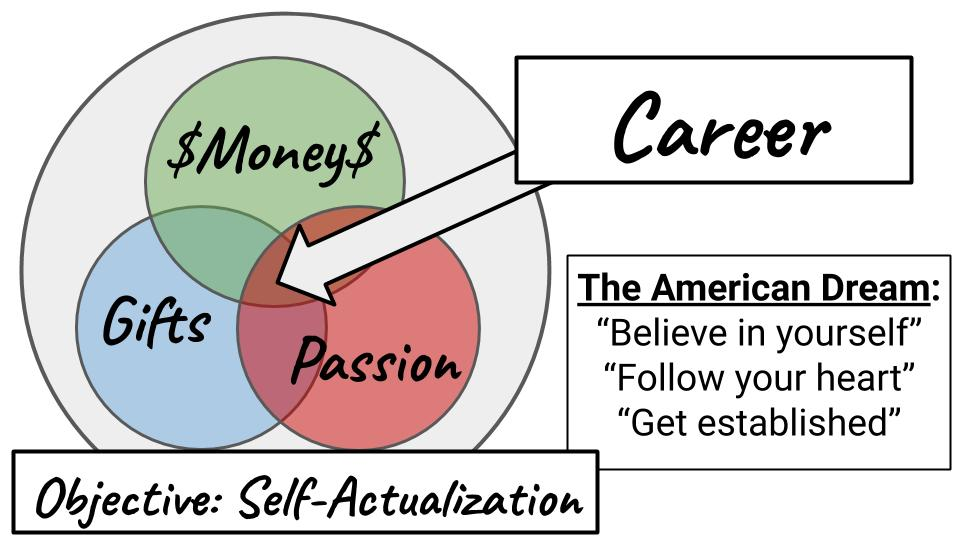 $Money$
Career
Gifts
Passion
The American Dream:
“Believe in yourself”
“Follow your heart”
“Get established”
Objective: Self-Actualization